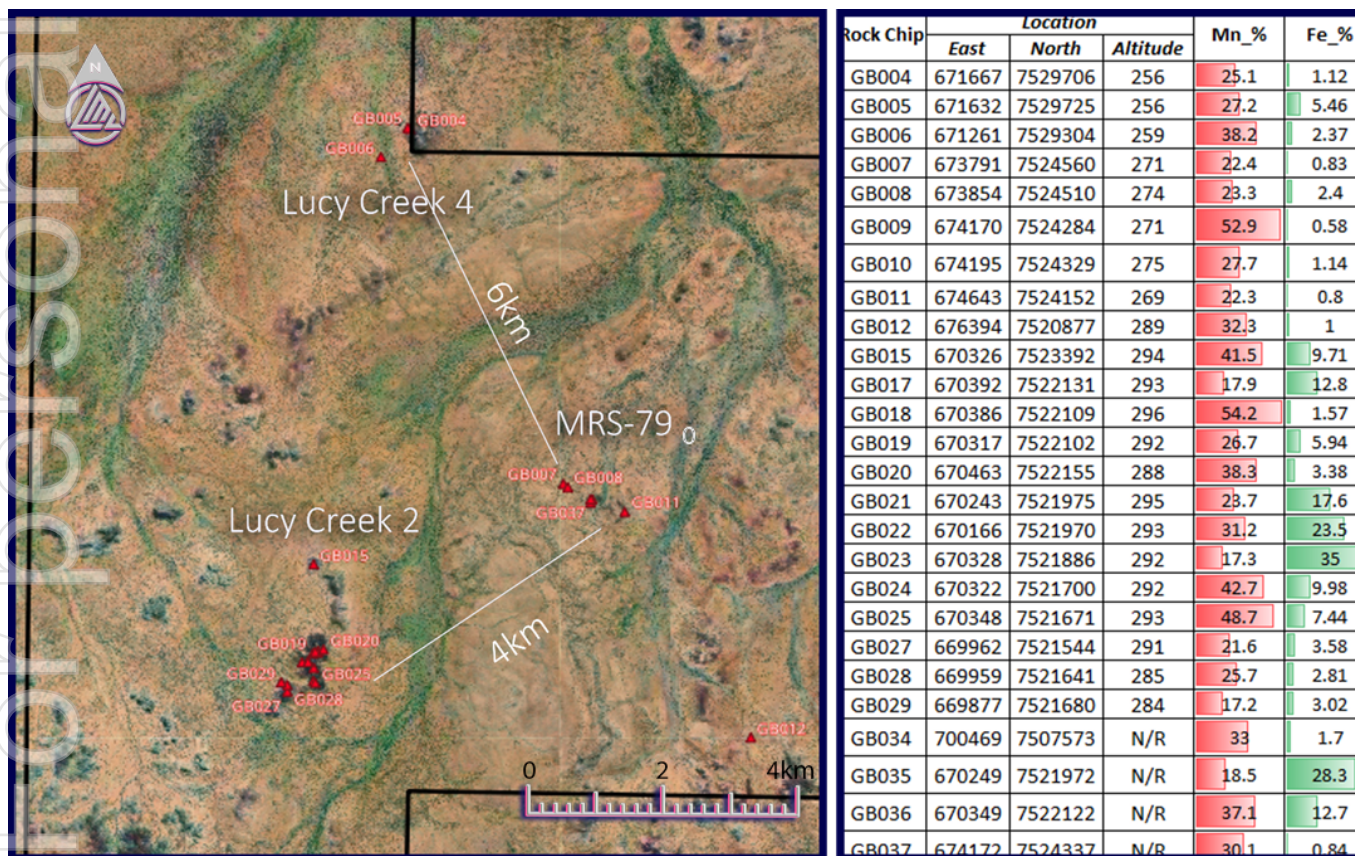 For personal
N
GB005 GB004
GB006
Lucy Creek 4
6km
MRS-79
0
GB007 GB008
GB037 GB011
Lucy Creek 2
GB015
4km
GB019 GB020
GB029 GB025
GB027 GB028
GB012
0 2 4km
Rock Chip Location Mn_% Fe_%
East North Altitude
GB004 671667 7529706 256 25.1 1.12
GB005 671632 7529725 256 27.2 5.46
GB006 671261 7529304 259 38.2 2.37
GB007 673791 7524560 271 22.4 0.83
GB008 673854 7524510 274 23.3 2.4
GB009 674170 7524284 271 52.9 0.58
GB010 674195 7524329 275 27.7 1.14
GB011 674643 7524152 269 22.3 0.8
GB012 676394 7520877 289 32.3 1
GB015 670326 7523392 294 41.5 9.71
GB017 670392 7522131 293 17.9 12.8
GB018 670386 7522109 296 54.2 1.57
GB019 670317 7522102 292 26.7 5.94
GB020 670463 7522155 288 38.3 3.38
GB021 670243 7521975 295 23.7 17.6
GB022 670166 7521970 293 31.2 23.5
GB023 670328 7521886 292 17.3 35
GB024 670322 7521700 292 42.7 9.98
GB025 670348 7521671 293 48.7 7.44
GB027 669962 7521544 291 21.6 3.58
GB028 669959 7521641 285 25.7 2.81
GB029 669877 7521680 284 17.2 3.02
GB034 700469 7507573 N/R 33 1.7
GB035 670249 7521972 N/R 18.5 28.3
GB036 670349 7522122 N/R 37.1 12.7
GB037 674172 7524337 N/R 30.1 0.84